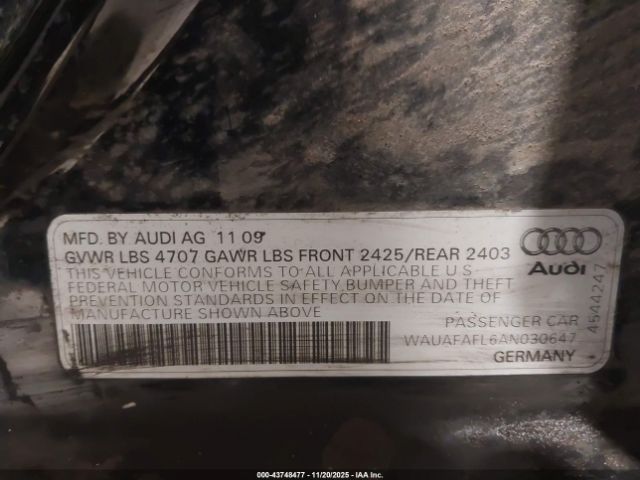 MFD. BY AUDI AG 11 09
GVWR LBS 4707 GAWR LBS FRONT 2425/REAR 2403
THIS VEHICLE CONFORMS TO ALL APPLICABLE U S
FEDERAL MOTOR VEHICLE SAFETY, BUMPER AND THEFT
PREVENTION STANDARDS IN EFFECT ON THE DATE OF
MANUFACTURE SHOWN ABOVE
Audi
PASSENGER CAR
WAUAFAFL6AN030647
GERMANY
4544247
000-43748477 - 11/20/2025 - IAA Inc.